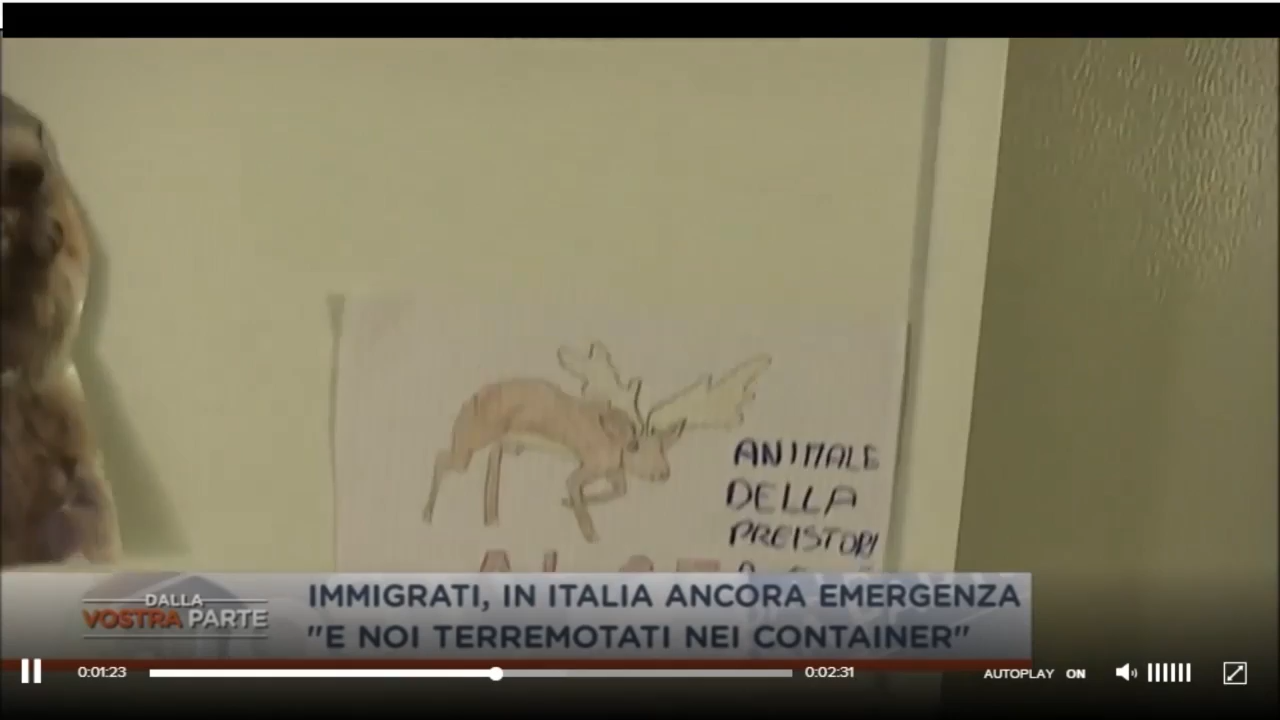 ANIMALE
DELLA
PREISTORI
DALLA
VOSTRA PARTE
IMMIGRATI, IN ITALIA ANCORA EMERGENZA
"E NOI TERREMOTATI NEI CONTAINER"
0:01:23
0:02:31
AUTOPLAY ON